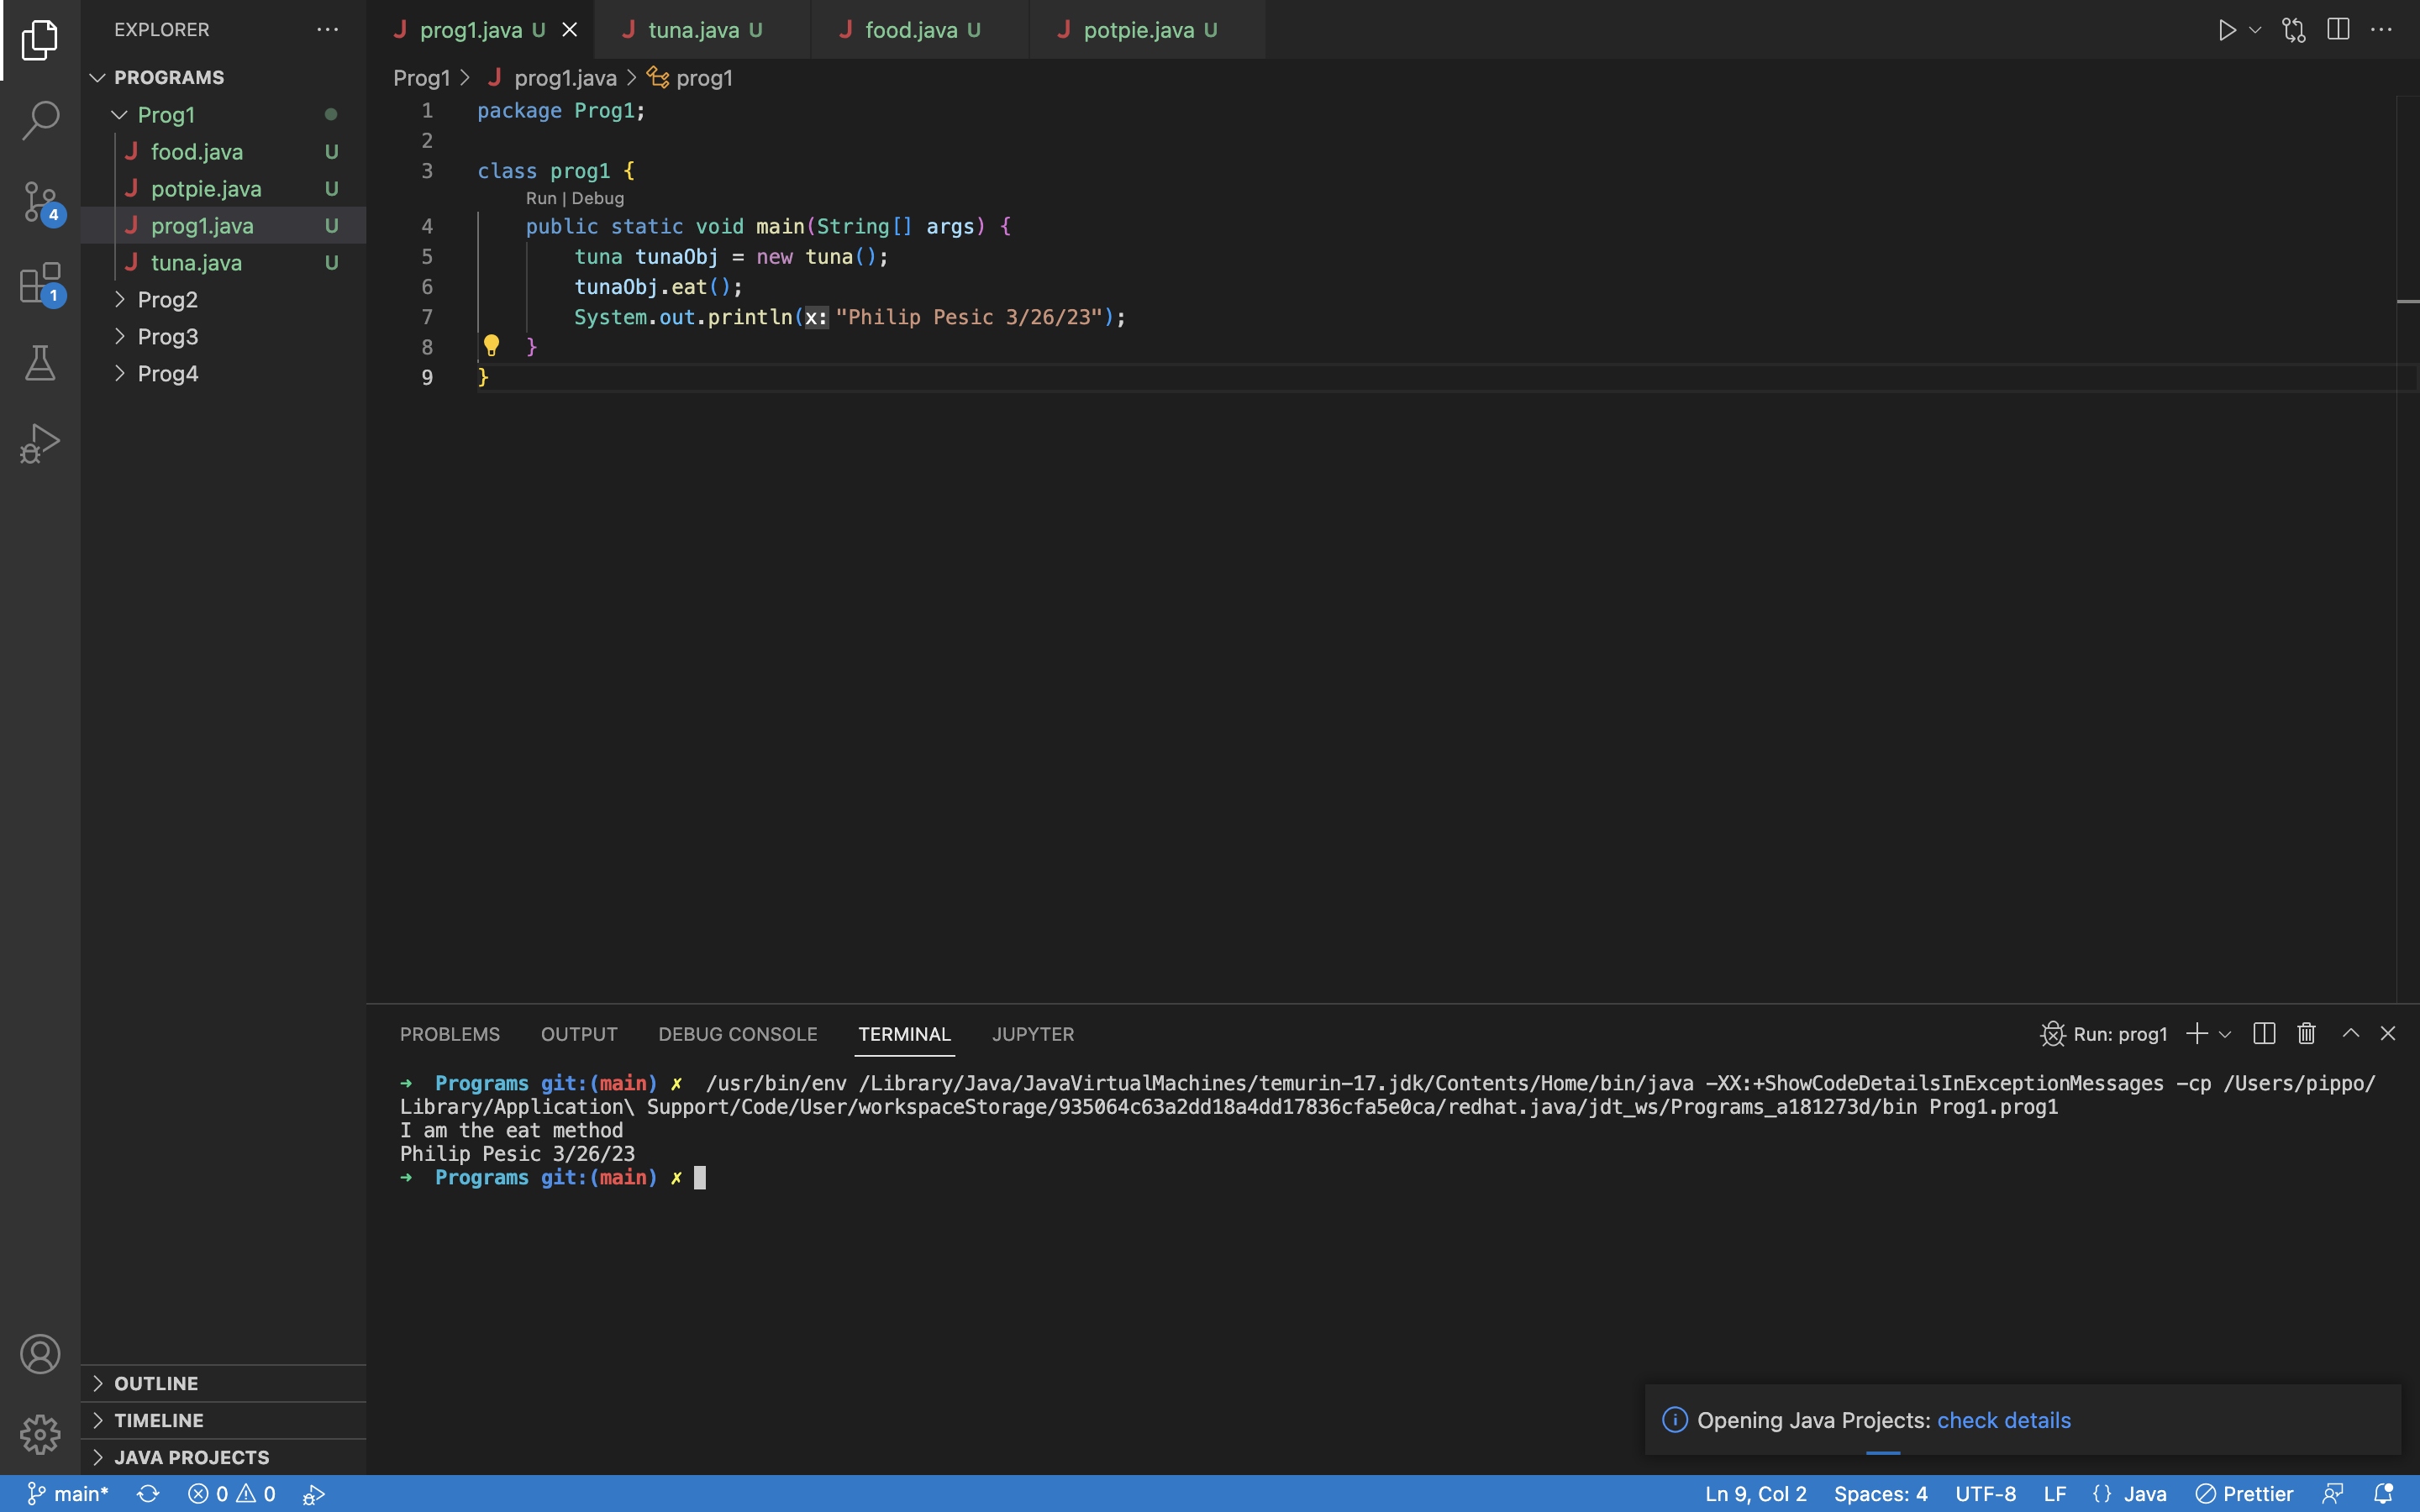 EXPLORER
PROGRAMS
Prog1
food.java U
potpie.java U
prog1.java U
tuna.java U
Prog2
Prog3
Prog4
4
1
OUTLINE
TIMELINE
JAVA PROJECTS
prog1.java U tuna.java U food.java U potpie.java U
Prog1 > prog1.java > prog1
1 package Prog1;
2
3 class prog1 {
Run | Debug
4 public static void main(String[] args) {
5 tuna tunaObj = new tuna();
6 tunaObj.eat();
7 System.out.println(x: "Philip Pesic 3/26/23");
8 }
9 }
PROBLEMS OUTPUT DEBUG CONSOLE TERMINAL JUPYTER Run: prog1
➜ Programs git:(main) ✗ /usr/bin/env /Library/Java/JavaVirtualMachines/temurin-17.jdk/Contents/Home/bin/java -XX:+ShowCodeDetailsInExceptionMessages -cp /Users/pippo/
Library/Application\ Support/Code/User/workspaceStorage/935064c63a2dd18a4dd17836cfa5e0ca/redhat.java/jdt_ws/Programs_a181273d/bin Prog1.prog1
I am the eat method
Philip Pesic 3/26/23
➜ Programs git:(main) ✗
Opening Java Projects: check details
main* 0 0 Ln 9, Col 2 Spaces: 4 UTF-8 LF {} Java Prettier